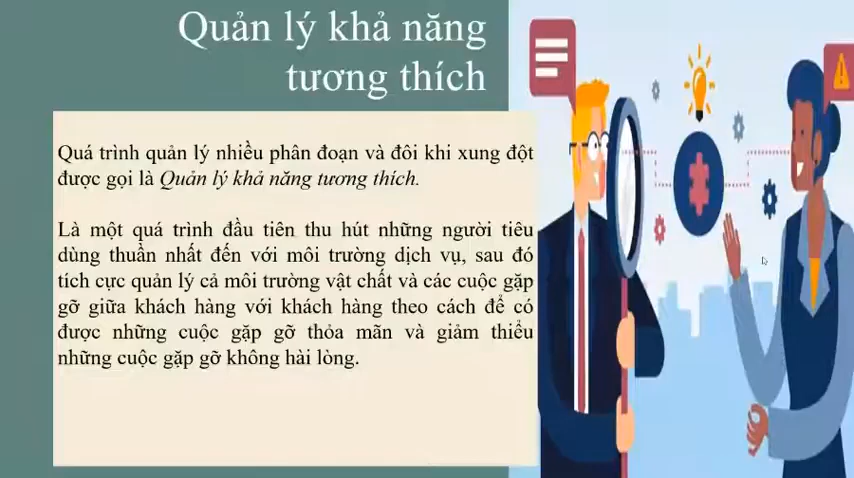 Quản lý khả năng
tương thích
Quá trình quản lý nhiều phân đoạn và đôi khi xung đột
được gọi là Quản lý khả năng tương thích.
Là một quá trình đầu tiên thu hút những người tiêu
dùng thuần nhất đến với môi trường dịch vụ, sau đó
tích cực quản lý cả môi trường vật chất và các cuộc gặp
gỡ giữa khách hàng với khách hàng theo cách để có
được những cuộc gặp gỡ thỏa mãn và giảm thiểu
những cuộc gặp gỡ không hài lòng.